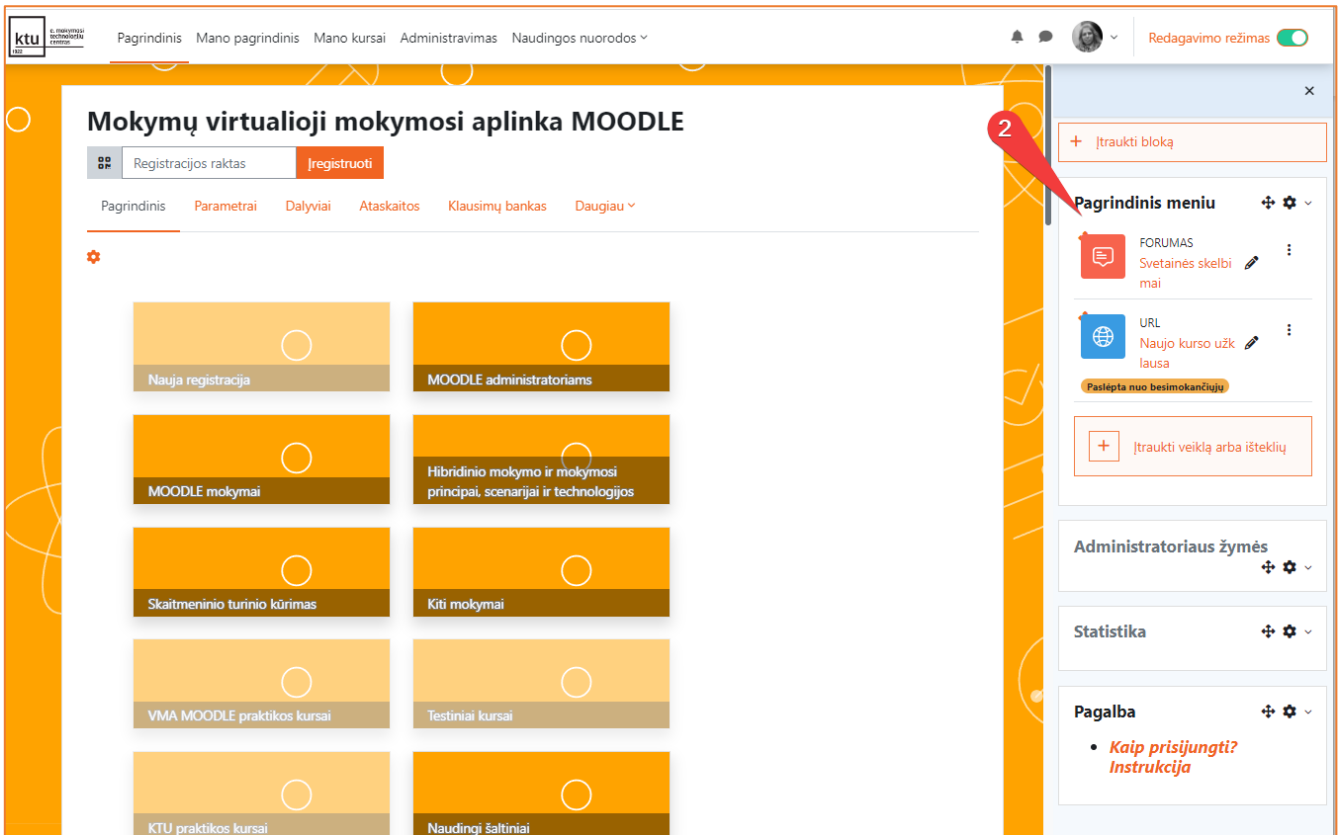 ktu
1922
e. mokymosi
technologijų
centras
Pagrindinis Mano pagrindinis Mano kursai Administravimas Naudingos nuorodos
Redagavimo režimas
Mokymų virtualioji mokymosi aplinka MOODLE
Registracijos raktas
Įregistruoti
Pagrindinis Parametrai Dalyviai Ataskaitos Klausimų bankas Daugiau
Nauja registracija
MOODLE administratoriams
MOODLE mokymai
Hibridinio mokymo ir mokymosi
principai, scenarijai ir technologijos
Skaitmeninio turinio kūrimas
Kiti mokymai
VMA MOODLE praktikos kursai
Testiniai kursai
KTU praktikos kursai
Naudingi šaltiniai
2
+ Įtraukti bloką
Pagrindinis meniu
FORUMAS
Svetainės skelbi
mai
URL
Naujo kurso užk
lausa
Paslėpta nuo besimokančiųjų
+ Įtraukti veiklą arba išteklių
Administratoriaus žymės
Statistika
Pagalba
• Kaip prisijungti?
Instrukcija